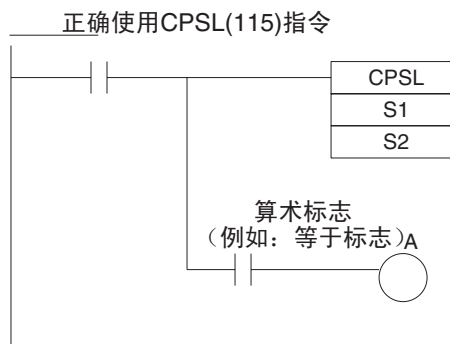 正确使用CPSL(115)指令
CPSL
S1
S2
算术标志
（例如：等于标志）A